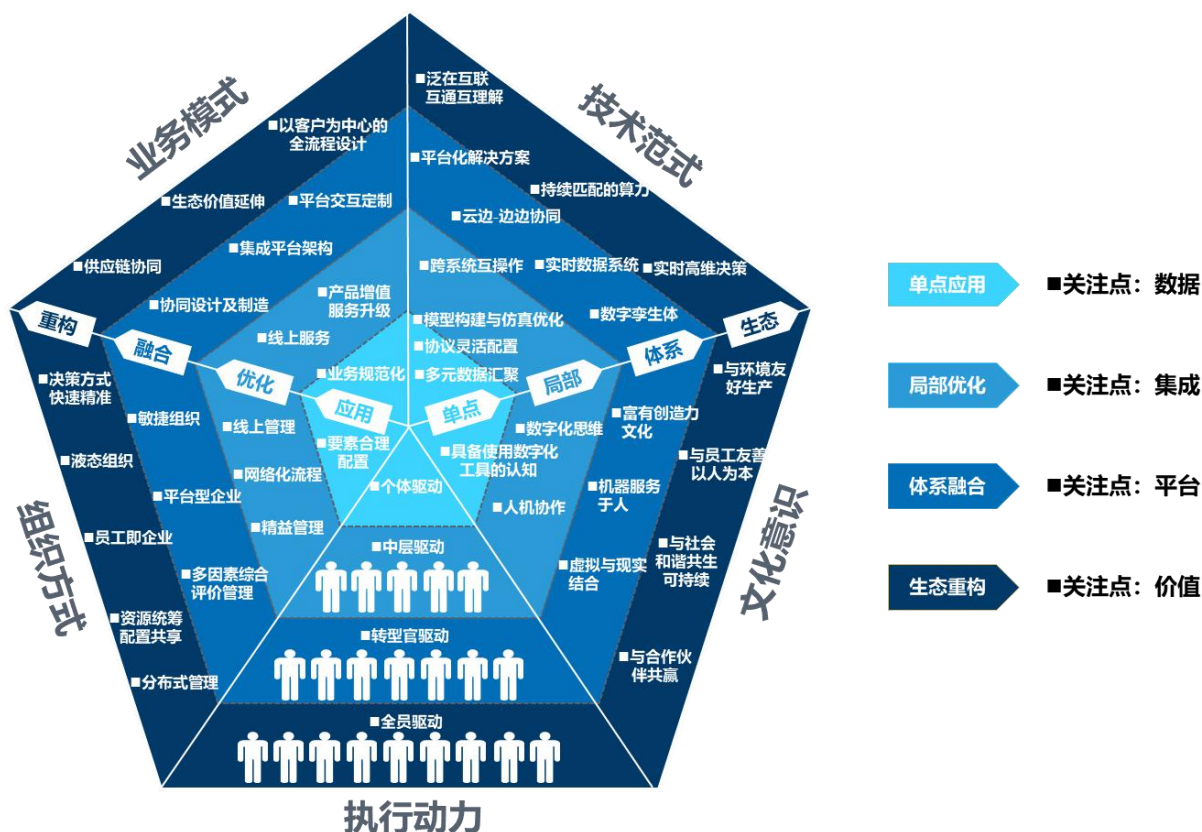 业务模式
技术范式
组织方式
文化意识
执行动力
■泛在互联
互通互理解
■以客户为中心的
全流程设计
■平台化解决方案
■持续匹配的算力
■生态价值延伸
■平台交互定制
■云边-边边协同
■供应链协同
■集成平台架构
■跨系统互操作
■实时数据系统
■实时高维决策
■协同设计及制造
■产品增值
服务升级
■模型构建与仿真优化
■数字孪生体
■线上服务
■协议灵活配置
■业务规范化
■多元数据汇聚
重构
融合
优化
应用
单点
局部
体系
生态
■决策方式
快速精准
■敏捷组织
■线上管理
■要素合理
配置
■具备使用数字化
工具的认知
■数字化思维
■富有创造力
文化
■与环境友
好生产
■液态组织
■网络化流程
■个体驱动
■人机协作
■机器服务
于人
■与员工友善
以人为本
■平台型企业
■员工即企业
■精益管理
■中层驱动
■虚拟与现实
结合
■与社会
和谐共生
可持续
■多因素综合
评价管理
■资源统筹
配置共享
■转型官驱动
■与合作伙
伴共赢
■分布式管理
■全员驱动
单点应用 ■关注点：数据
局部优化 ■关注点：集成
体系融合 ■关注点：平台
生态重构 ■关注点：价值